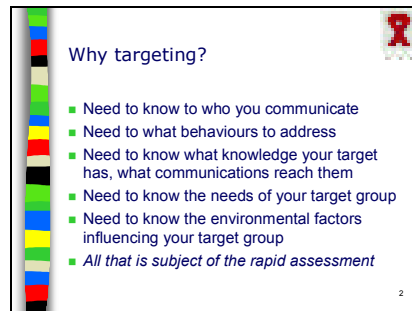 Why targeting?
Need to know to who you communicate
Need to what behaviours to address
Need to know what knowledge your target
has, what communications reach them
Need to know the needs of your target group
Need to know the environmental factors
influencing your target group
All that is subject of the rapid assessment
2